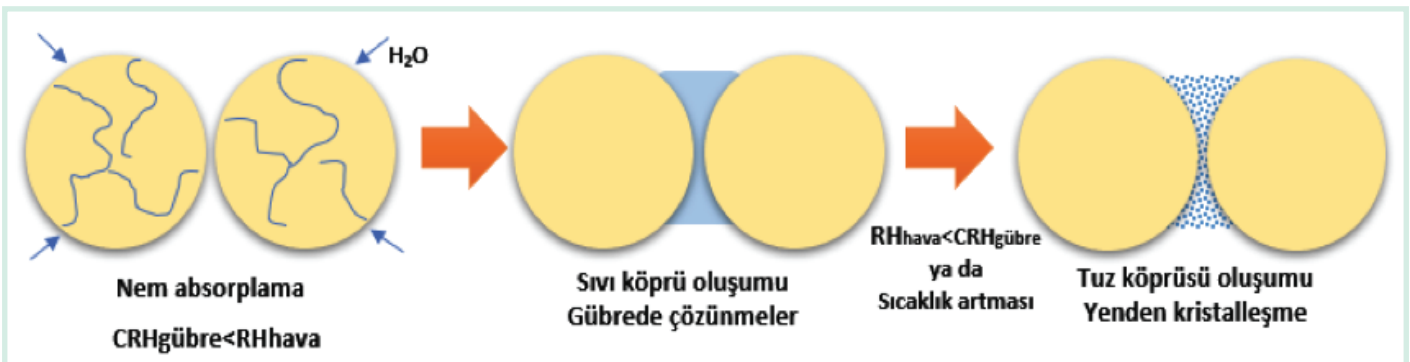 H₂O
Nem absorplama
CRHgübre<RHhava
Sıvı köprü oluşumu
Gübrede çözünmeler
RHhava<CRHgübre
ya da
Sıcaklık artması
Tuz köprüsü oluşumu
Yenden kristalleşme